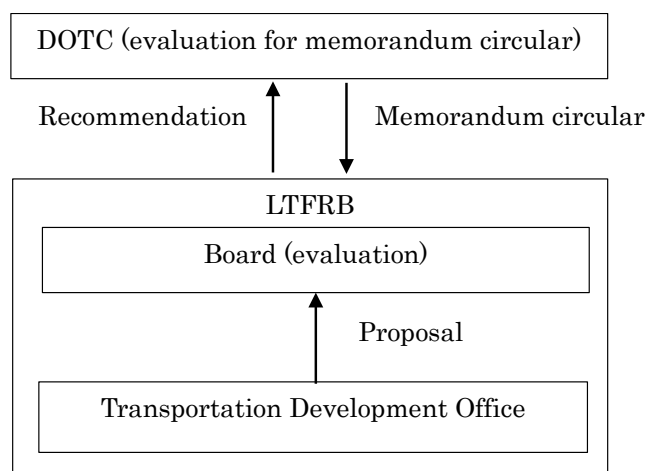 DOTC (evaluation for memorandum circular)
Recommendation
Memorandum circular
LTFRB
Board (evaluation)
Proposal
Transportation Development Office